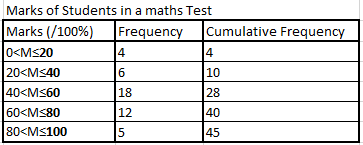 Marks of Students in a maths Test
Marks (/100%) Frequency Cumulative Frequency
0<M≤20 4 4
20<M≤40 6 10
40<M≤60 18 28
60<M≤80 12 40
80<M≤100 5 45